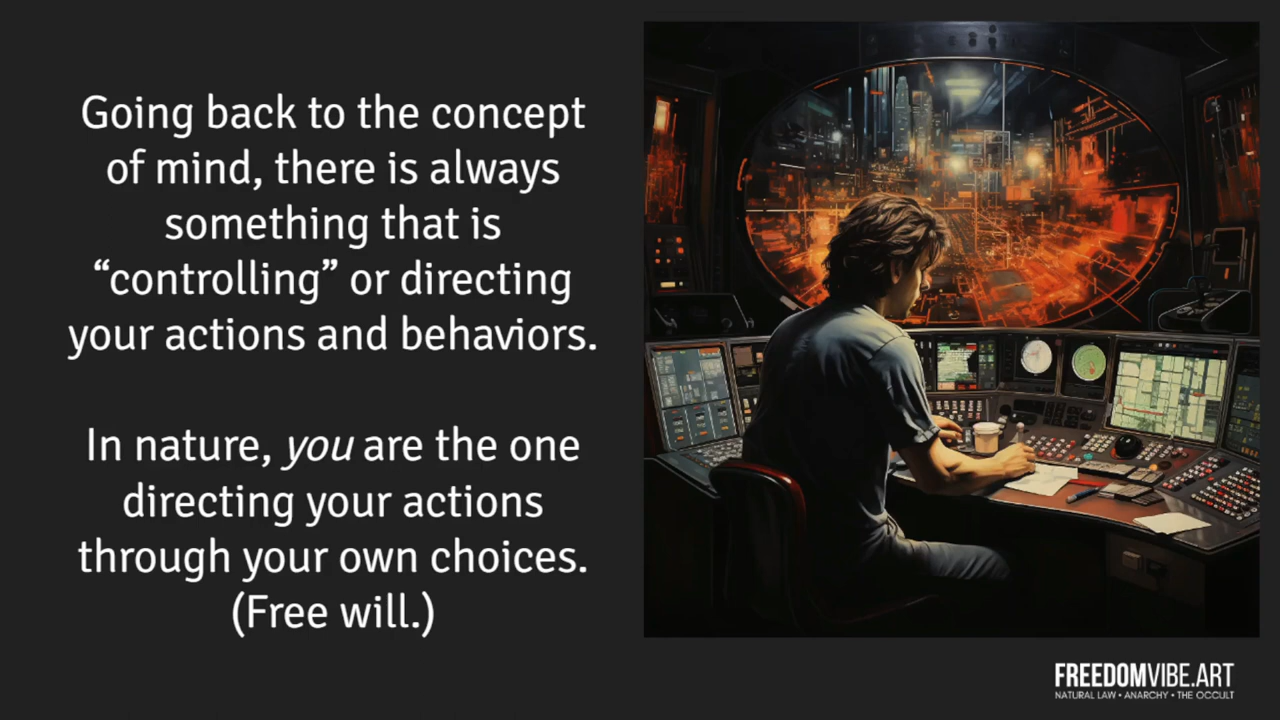 Going back to the concept
of mind, there is always
something that is
“controlling” or directing
your actions and behaviors.
In nature, you are the one
directing your actions
through your own choices.
(Free will.)
FREEDOMVIBE.ART
NATURAL LAW • ANARCHY • THE OCCULT